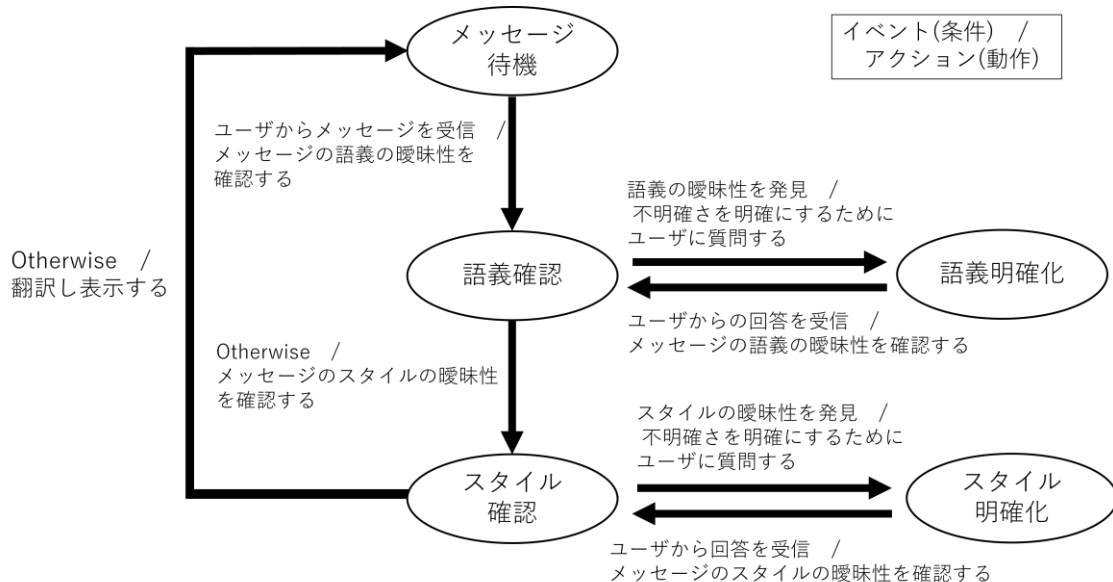 メッセージ
待機
イベント(条件) /
アクション(動作)
ユーザからメッセージを受信 /
メッセージの語義の曖昧性を
確認する
語義の曖昧性を発見 /
不明確さを明確にするために
ユーザに質問する
Otherwise /
翻訳し表示する
語義確認
語義明確化
ユーザからの回答を受信 /
メッセージの語義の曖昧性を確認する
Otherwise /
メッセージのスタイルの曖昧性
を確認する
スタイルの曖昧性を発見 /
不明確さを明確にするために
ユーザに質問する
スタイル
確認
スタイル
明確化
ユーザから回答を受信 /
メッセージのスタイルの曖昧性を確認する